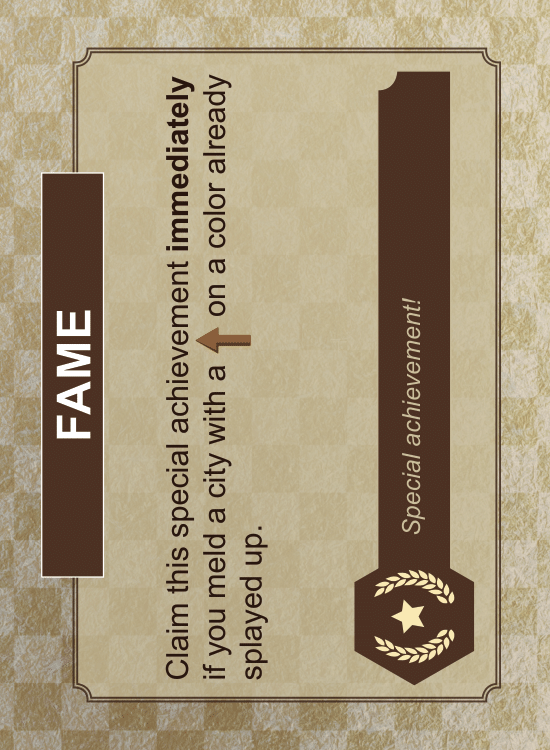 FAME
Claim this special achievement immediately
if you meld a city with a on a color already
splayed up.
Special achievement!